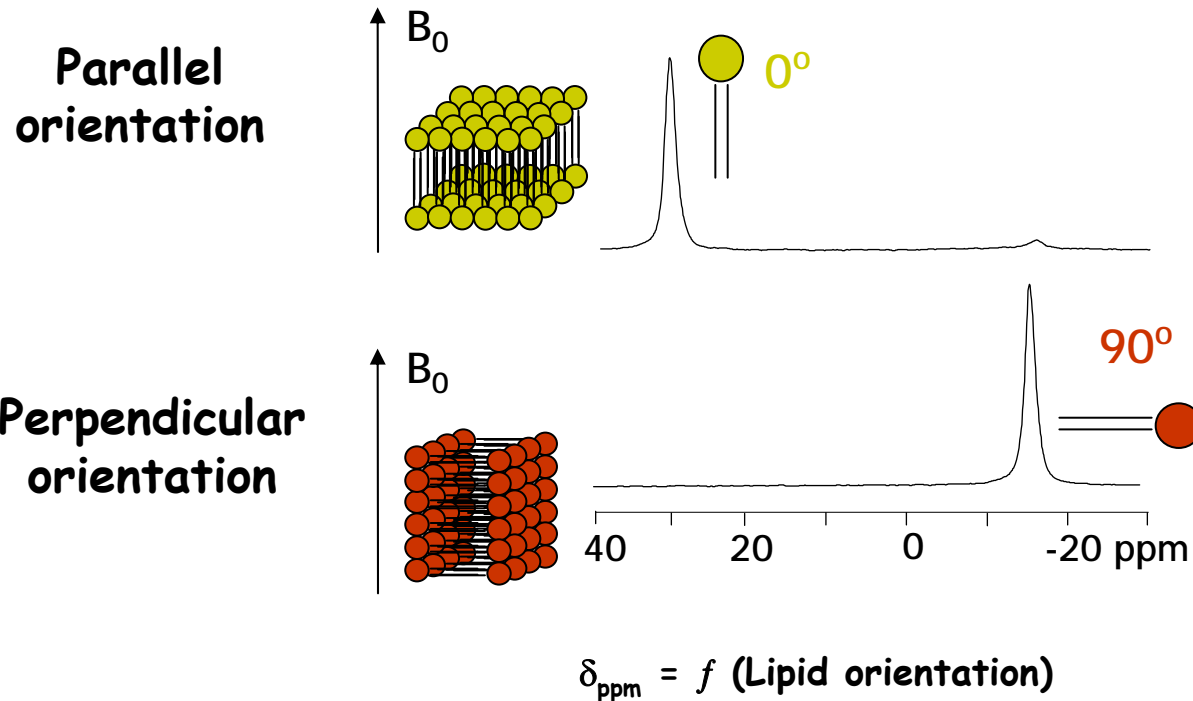 Parallel
orientation
B₀
0º
Perpendicular
orientation
B₀
90º
40 20 0 -20 ppm
δppm = f (Lipid orientation)